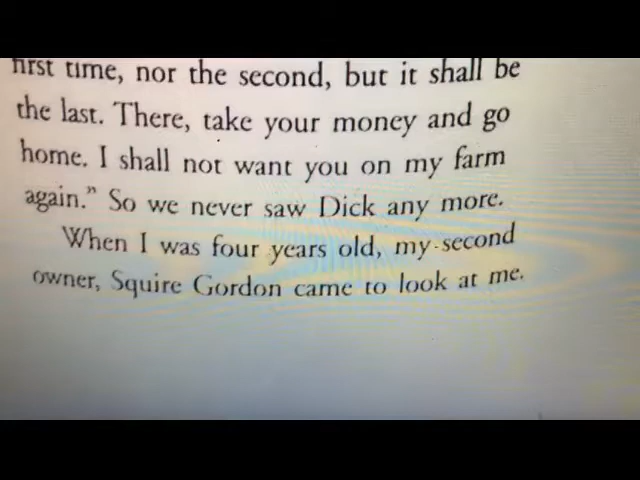 first time, nor the second, but it shall be
the last. There, take your money and go
home. I shall not want you on my farm
again." So we never saw Dick any more.
When I was four years old, my second
owner, Squire Gordon came to look at me.